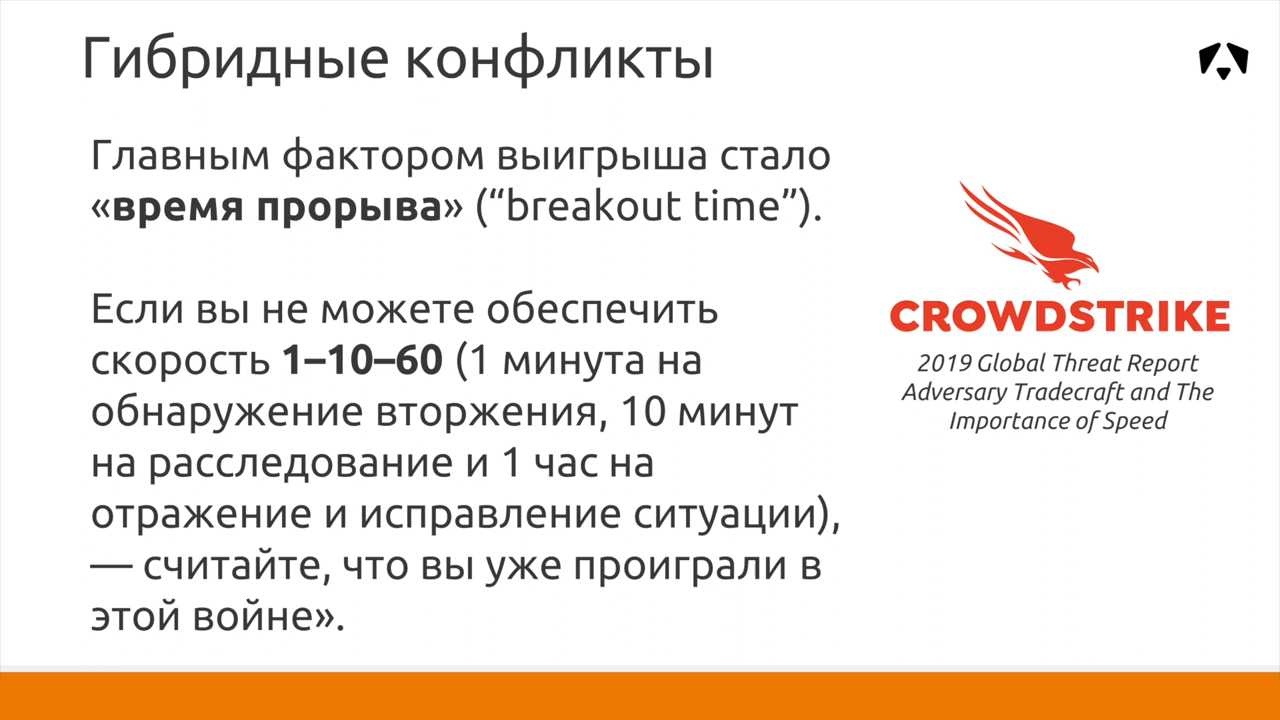 Гибридные конфликты
Главным фактором выигрыша стало
«время прорыва» (“breakout time”).
Если вы не можете обеспечить
скорость 1–10–60 (1 минута на
обнаружение вторжения, 10 минут
на расследование и 1 час на
отражение и исправление ситуации),
— считайте, что вы уже проиграли в
этой войне».
CROWDSTRIKE
2019 Global Threat Report
Adversary Tradecraft and The
Importance of Speed